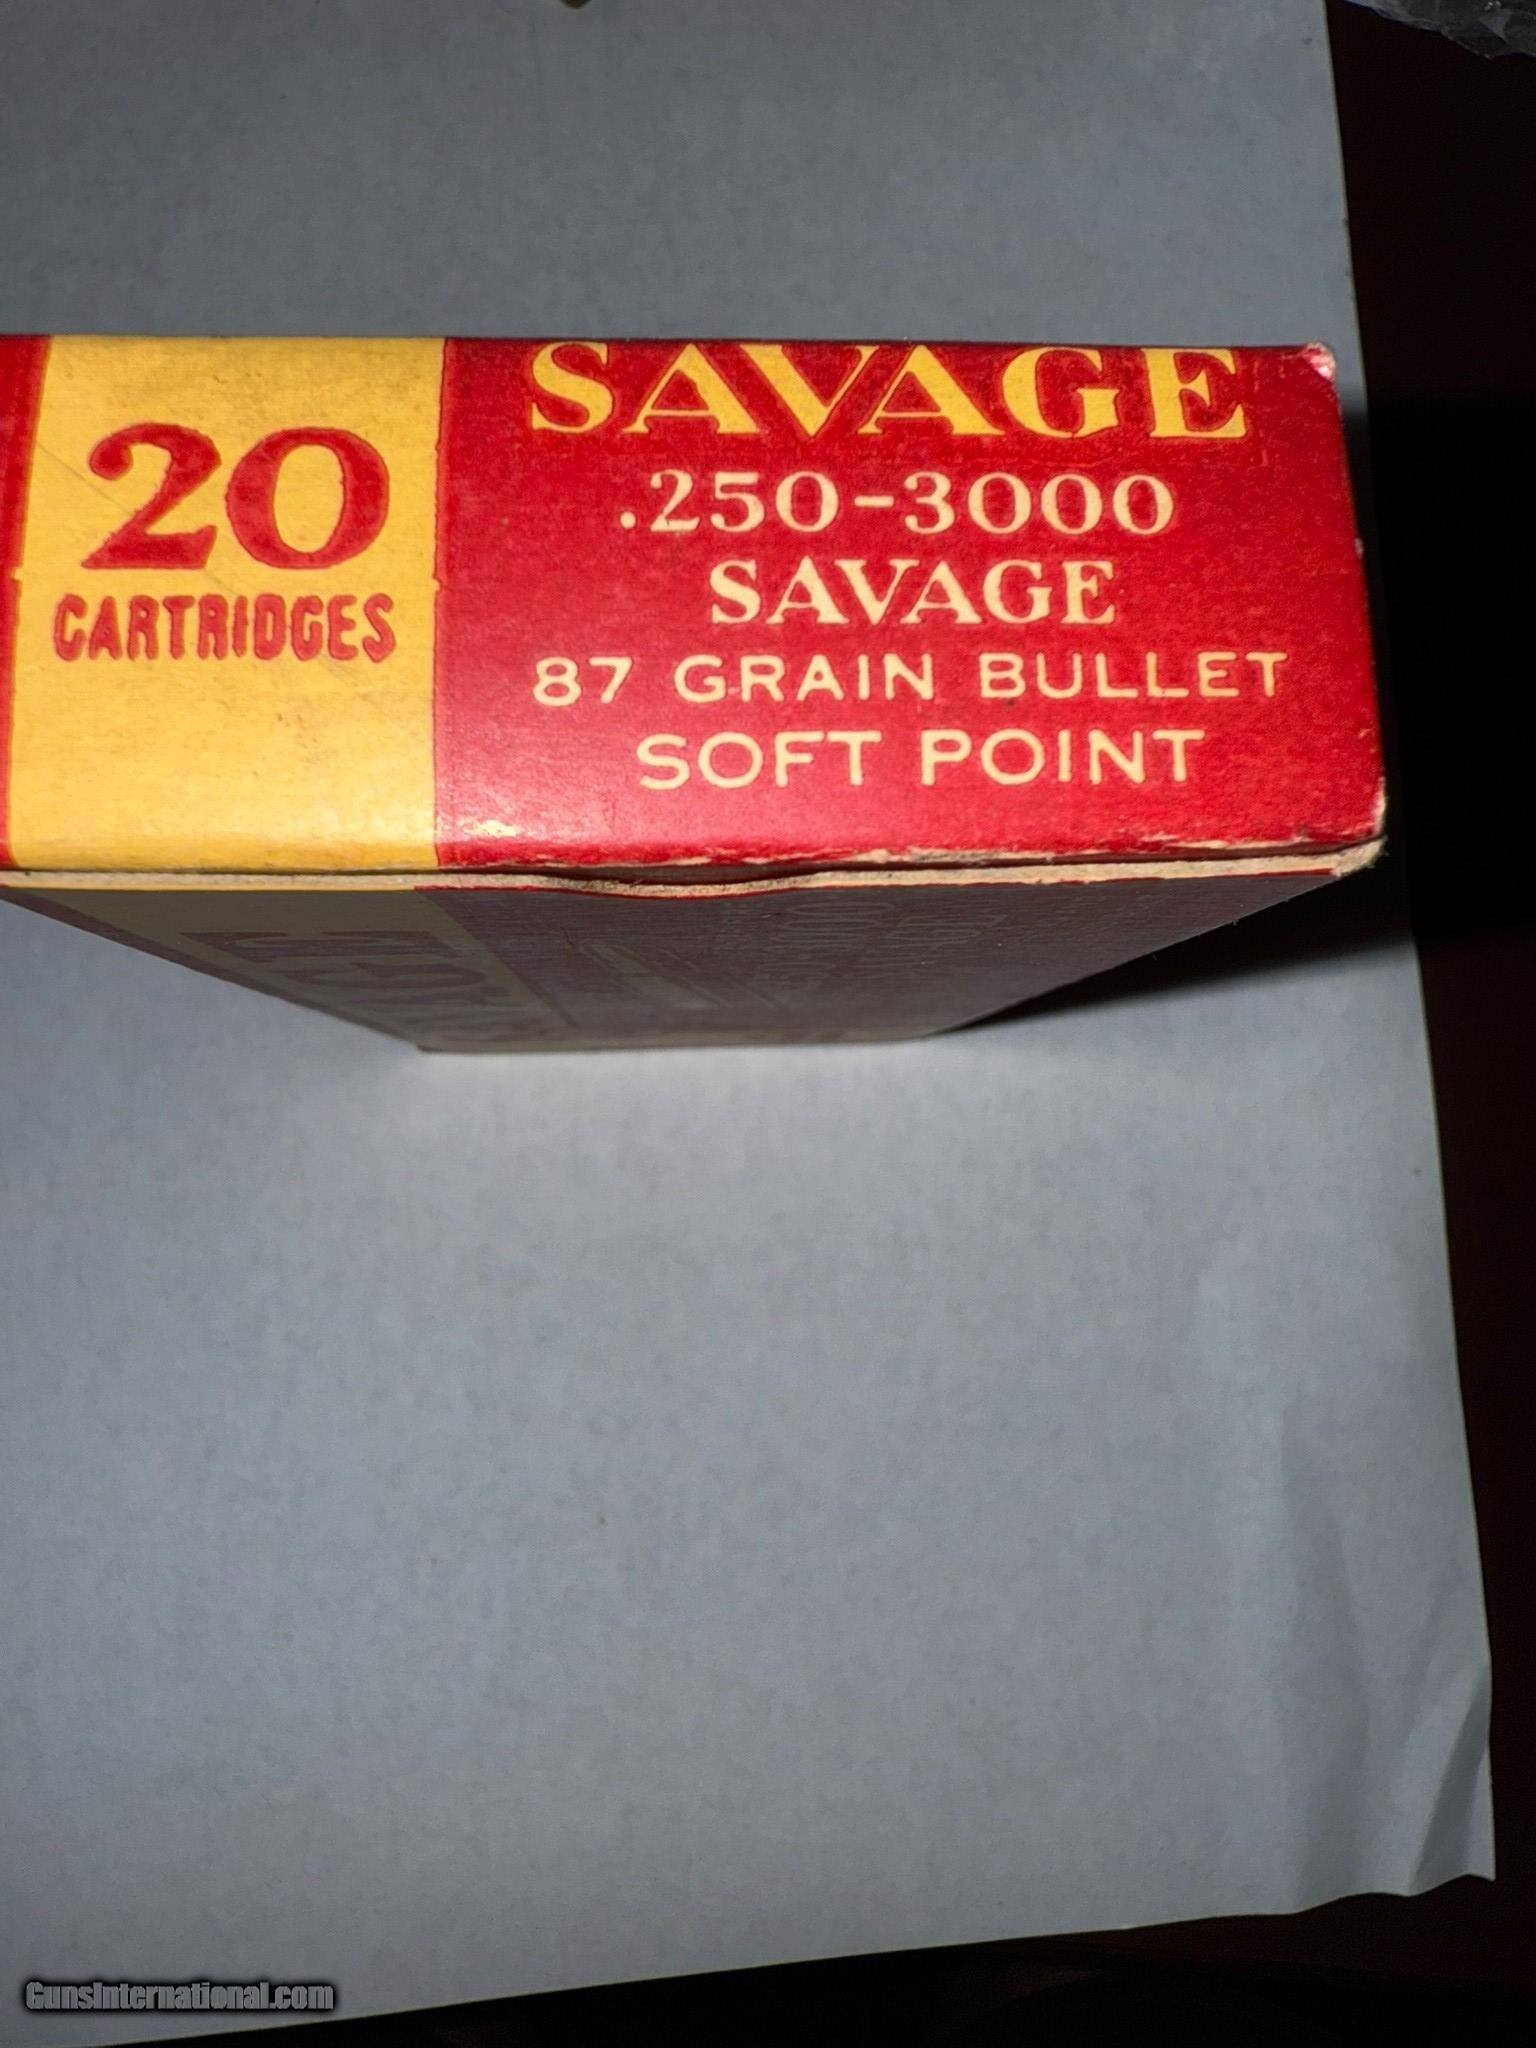 20
CARTRIDGES
SAVAGE
.250-3000
SAVAGE
87 GRAIN BULLET
SOFT POINT
GunsInternational.com